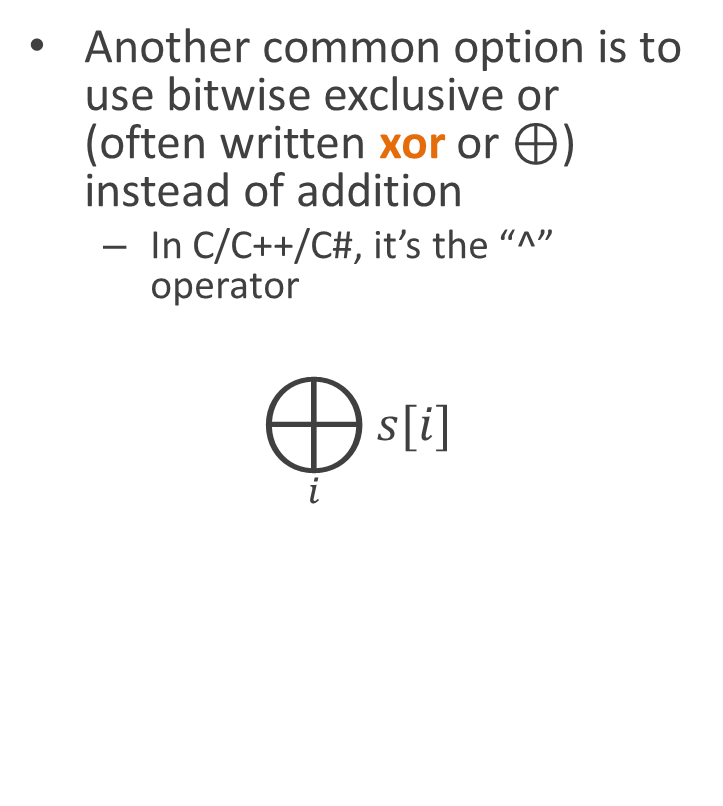 • Another common option is to
use bitwise exclusive or
(often written xor or ⊕)
instead of addition
– In C/C++/C#, it’s the “^”
operator
⊕ s[i]
i